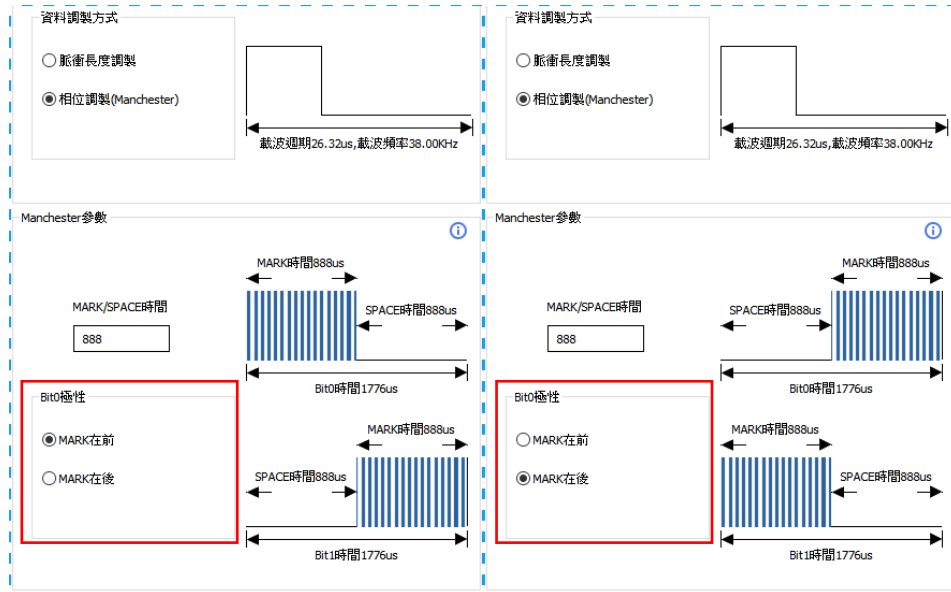 資料調製方式
脈衝長度調製
相位調製(Manchester)
載波週期26.32us,載波頻率38.00KHz
Manchester參數
MARK時間888us
MARK/SPACE時間
SPACE時間888us
888
Bit0時間1776us
Bit0極性
MARK在前
MARK時間888us
MARK在後
SPACE時間888us
Bit1時間1776us
資料調製方式
脈衝長度調製
相位調製(Manchester)
載波週期26.32us,載波頻率38.00KHz
Manchester參數
MARK時間888us
MARK/SPACE時間
SPACE時間888us
888
Bit0時間1776us
Bit0極性
MARK在前
MARK時間888us
MARK在後
SPACE時間888us
Bit1時間1776us